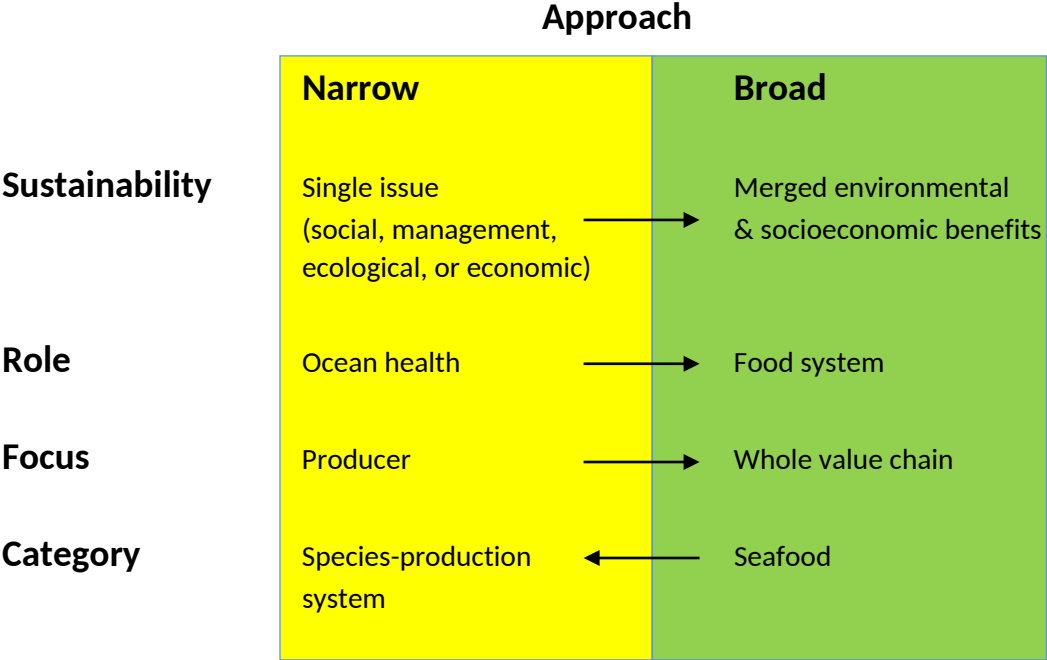 Approach
Narrow
Broad
Sustainability
Single issue
(social, management,
ecological, or economic)
Merged environmental
& socioeconomic benefits
Role
Ocean health
Food system
Focus
Producer
Whole value chain
Category
Species-production
system
Seafood